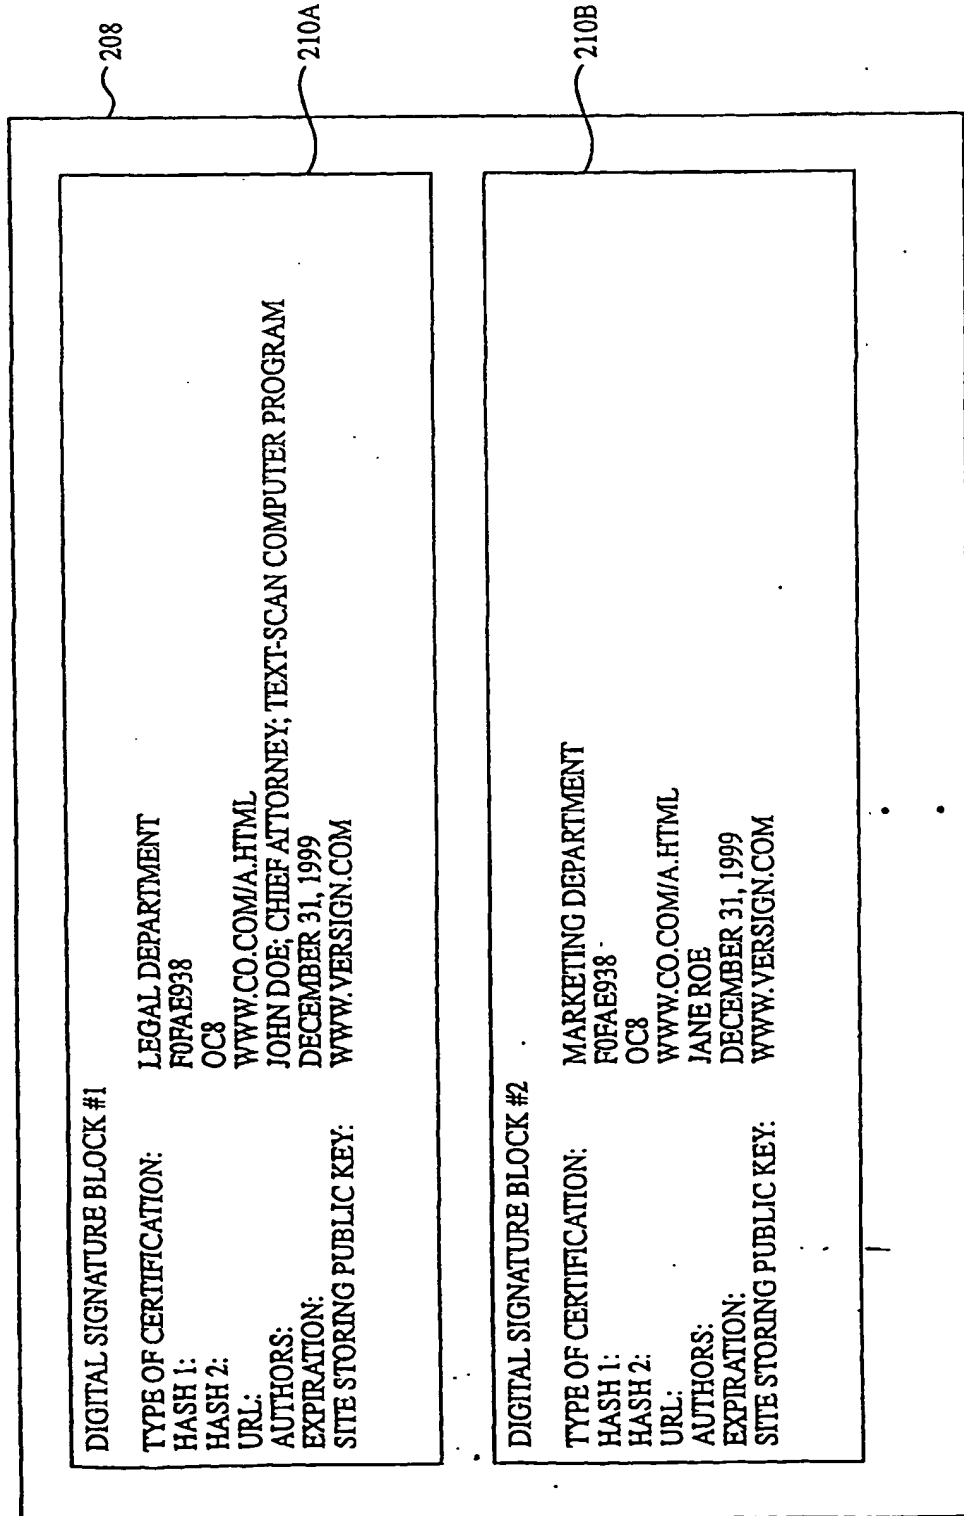 208
DIGITAL SIGNATURE BLOCK #1
210A
TYPE OF CERTIFICATION: LEGAL DEPARTMENT
HASH 1: F0FAE938
HASH 2: OC8
URL: WWW.CO.COM/A.HTML
AUTHORS: JOHN DOE; CHIEF ATTORNEY; TEXT-SCAN COMPUTER PROGRAM
EXPIRATION: DECEMBER 31, 1999
SITE STORING PUBLIC KEY: WWW.VERSIGN.COM
DIGITAL SIGNATURE BLOCK #2
210B
TYPE OF CERTIFICATION: MARKETING DEPARTMENT
HASH 1: F0FAE938
HASH 2: OC8
URL: WWW.CO.COM/A.HTML
AUTHORS: JANE ROE
EXPIRATION: DECEMBER 31, 1999
SITE STORING PUBLIC KEY: WWW.VERSIGN.COM